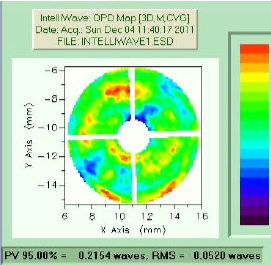 IntelliWave: OPD Map [3D,M,CVG]
Date: Acq.: Sun Dec 04 11:40:17 2011
FILE: INTELLIWAVE1.ESD
-6
-8
-10
-12
-14
Y Axis (mm)
6 8 10 12 14 16
X Axis (mm)
PV 95.00% = 0.2154 waves, RMS = 0.0520 waves